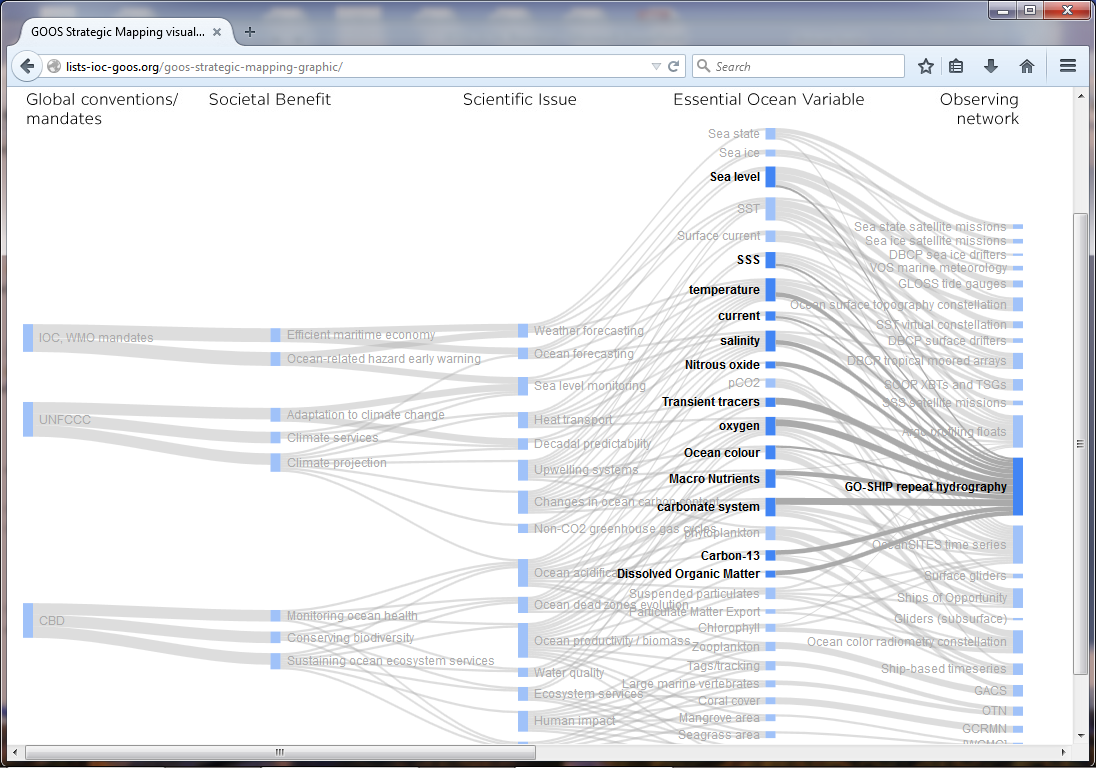 GOOS Strategic Mapping visual...
lists-ioc-goos.org/goos-strategic-mapping-graphic/
Search
Global conventions/
mandates
Societal Benefit
Scientific Issue
Essential Ocean Variable
Observing
network
IOC, WMO mandates
UNFCCC
CBD
Efficient maritime economy
Ocean-related hazard early warning
Adaptation to climate change
Climate services
Climate projection
Monitoring ocean health
Conserving biodiversity
Sustaining ocean ecosystem services
Weather forecasting
Ocean forecasting
Sea level monitoring
Heat transport
Decadal predictability
Upwelling systems
Changes in ocean carbon content
Non-CO2 greenhouse gas cycles
Ocean acidifica
Ocean dead zones evolution
Ocean productivity / biomass
Water quality
Ecosystem services
Human impact
Sea state
Sea ice
Sea level
SST
Surface current
SSS
temperature
current
salinity
Nitrous oxide
pCO2
Transient tracers
oxygen
Ocean colour
Macro Nutrients
carbonate system
phytoplankton
Carbon-13
Dissolved Organic Matter
Suspended particulates
Particulate Matter Export
Chlorophyll
Zooplankton
Tags/tracking
Large marine vertebrates
Coral cover
Mangrove area
Seagrass area
Sea state satellite missions
Sea ice satellite missions
DBCP sea ice drifters
VOS marine meteorology
GLOSS tide gauges
Ocean surface topography constellation
SST virtual constellation
DBCP surface drifters
DBCP tropical moored arrays
SOOP XBTs and TSGs
SSS satellite missions
Argo profiling floats
GO-SHIP repeat hydrography
OceanSITES time series
Surface gliders
Ships of Opportunity
Gliders (subsurface)
Ocean color radiometry constellation
Ship-based timeseries
GACS
OTN
GCRMN